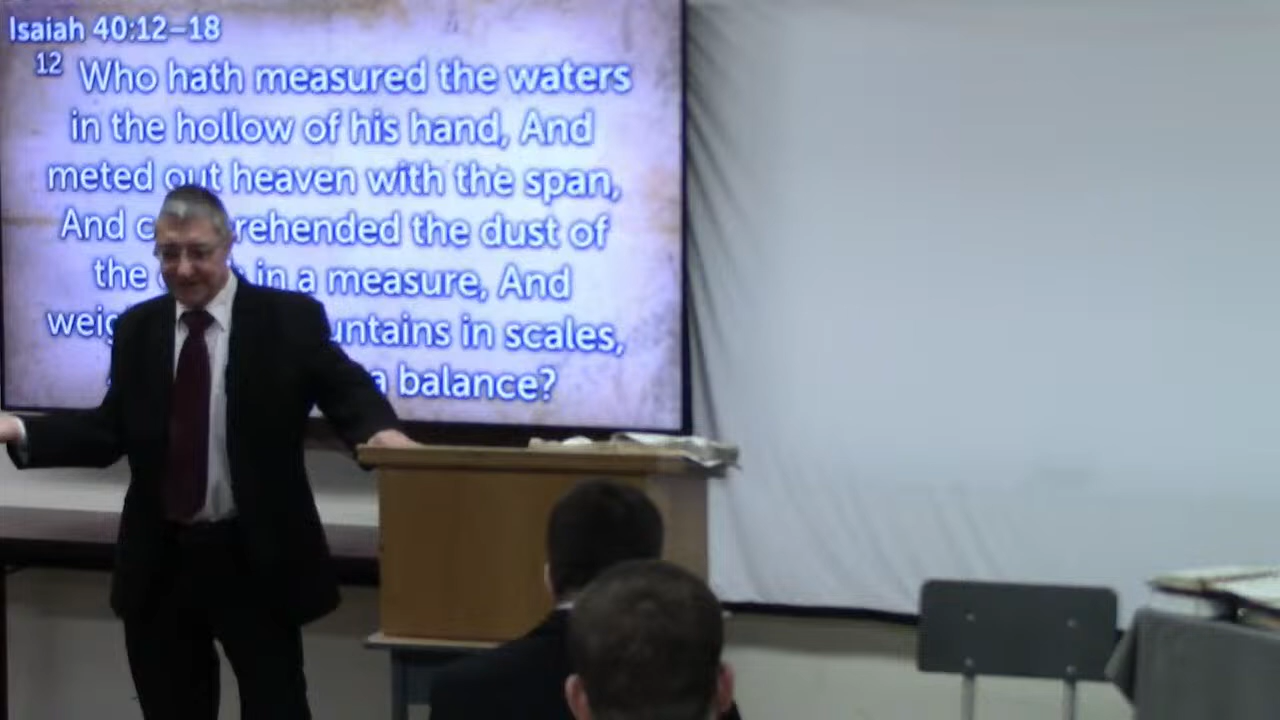 Isaiah 40:12–18
12 Who hath measured the waters
in the hollow of his hand, And
meted out heaven with the span,
And rehended the dust of
the in a measure, And
weig untains in scales,
a balance?